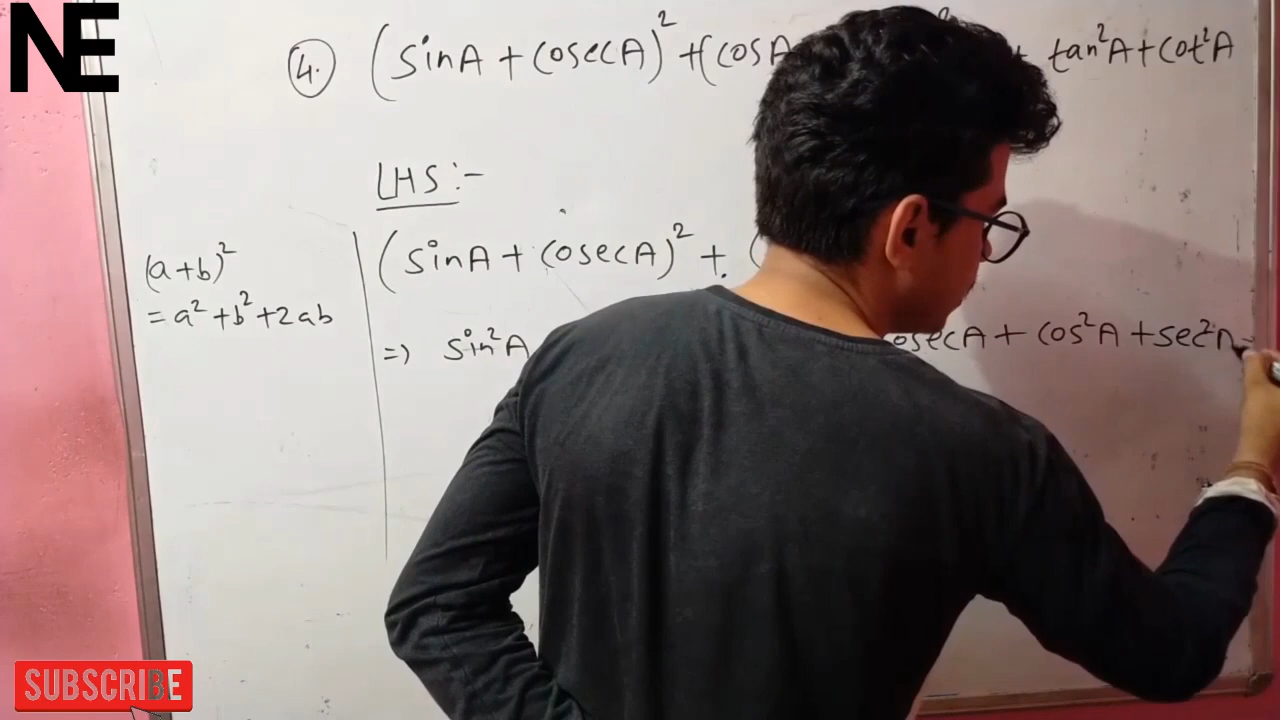 NE
4. (sinA + cosecA)² + (cosA + tan²A + cot²A
LHS :-
(sinA + cosecA)² + (
(a+b)²
= a² + b² + 2ab
=> sin²A cosecA + cos²A + sec²A
SUBSCRIBE